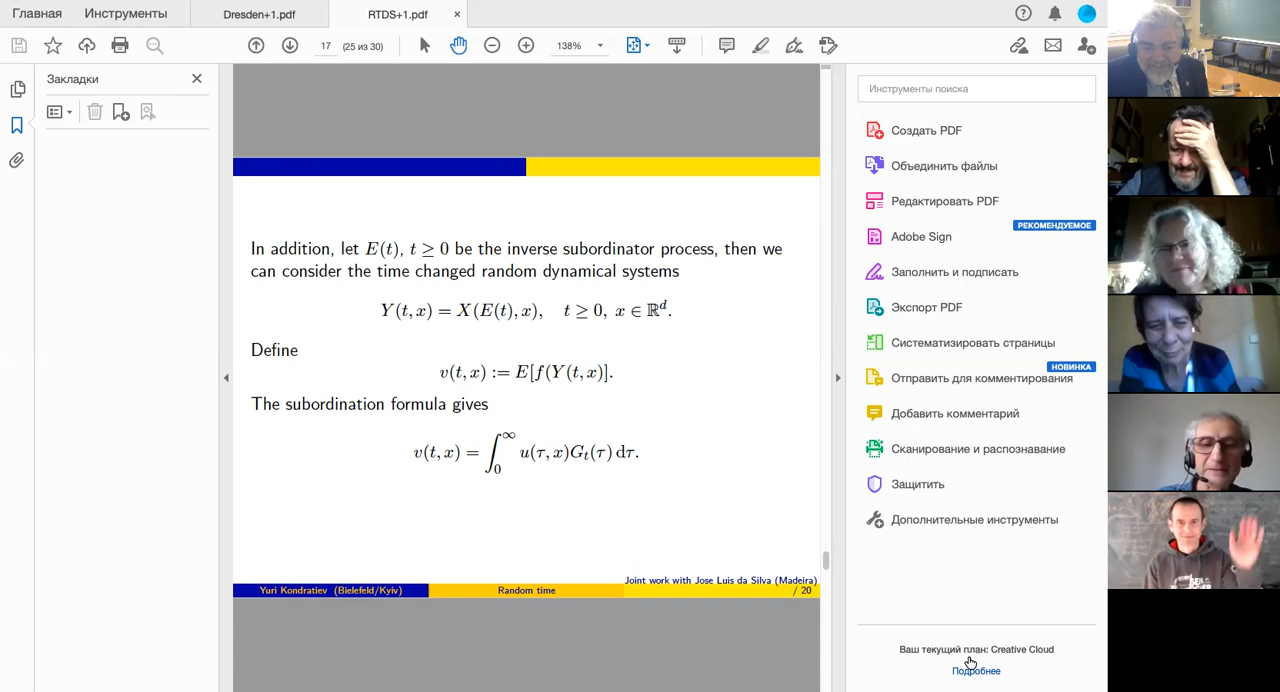 Главная Инструменты Dresden+1.pdf RTDS+1.pdf ×
17 (25 из 30) 138%
Закладки
Инструменты поиска
Создать PDF
Объединить файлы
Редактировать PDF
РЕКОМЕНДУЕМОЕ
Adobe Sign
Заполнить и подписать
Экспорт PDF
Систематизировать страницы
НОВИНКА
Отправить для комментирования
Добавить комментарий
Сканирование и распознавание
Защитить
Дополнительные инструменты
Ваш текущий план: Creative Cloud
Подробнее
In addition, let E(t), t ≥ 0 be the inverse subordinator process, then we
can consider the time changed random dynamical systems
Y(t, x) = X(E(t), x), t ≥ 0, x ∈ ℝᵈ.
Define
v(t, x) := E[f(Y(t, x)].
The subordination formula gives
v(t, x) = ∫₀^∞ u(τ, x)Gₜ(τ) dτ.
Joint work with Jose Luis da Silva (Madeira)
Yuri Kondratiev (Bielefeld/Kyiv) Random time / 20